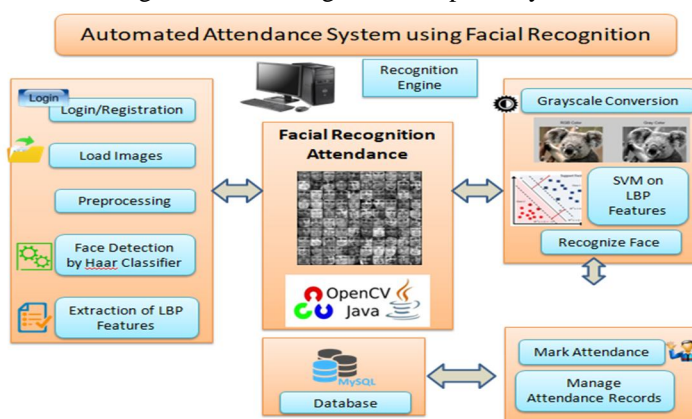 Automated Attendance System using Facial Recognition
Login
Login/Registration
Load Images
Preprocessing
Face Detection
by Haar Classifier
Extraction of LBP
Features
Recognition
Engine
Facial Recognition
Attendance
OpenCV
Java
MySQL
Database
Grayscale Conversion
SVM on
LBP
Features
Recognize Face
Mark Attendance
Manage
Attendance Records